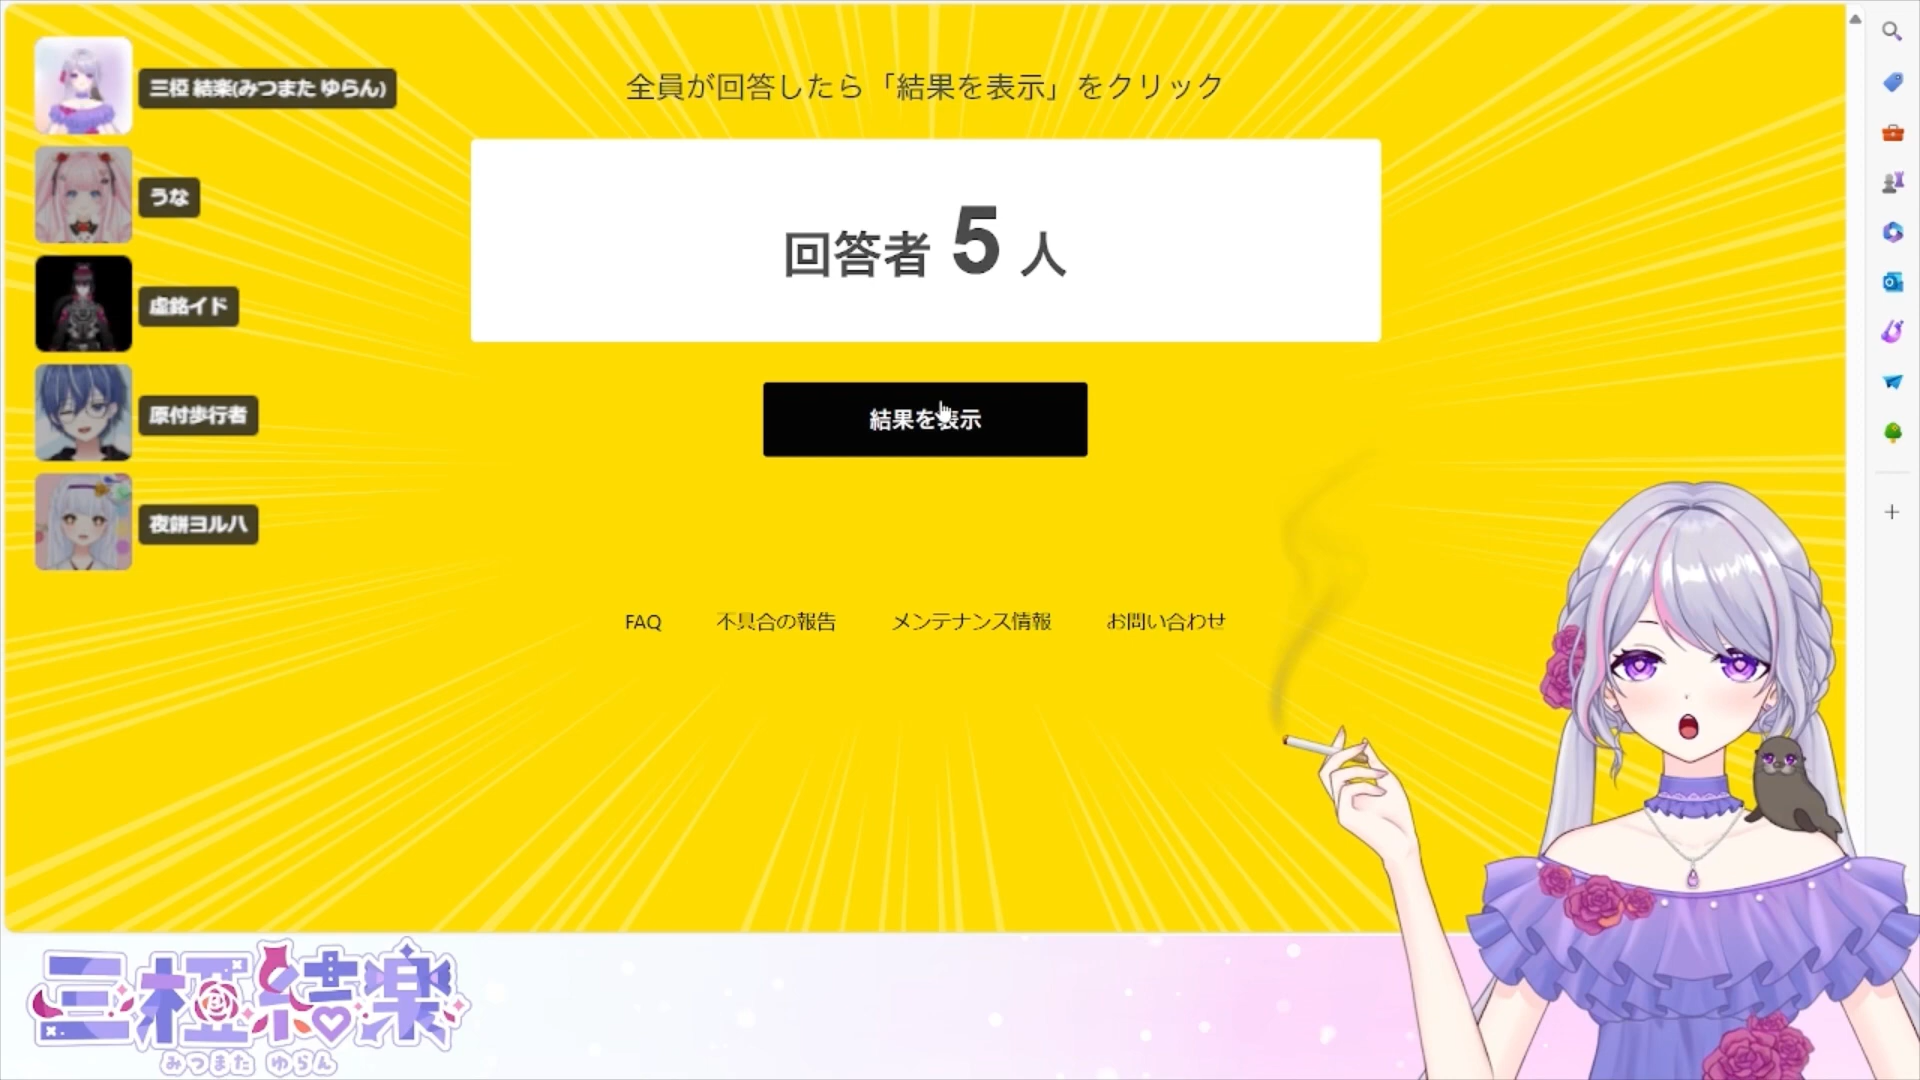 三椏 結楽(みつまた ゆらん)
うな
虚銘イド
原付歩行者
夜餅ヨルハ
全員が回答したら「結果を表示」をクリック
回答者 5 人
結果を表示
FAQ 不具合の報告 メンテナンス情報 お問い合わせ
三椏結楽
みつまた ゆらん